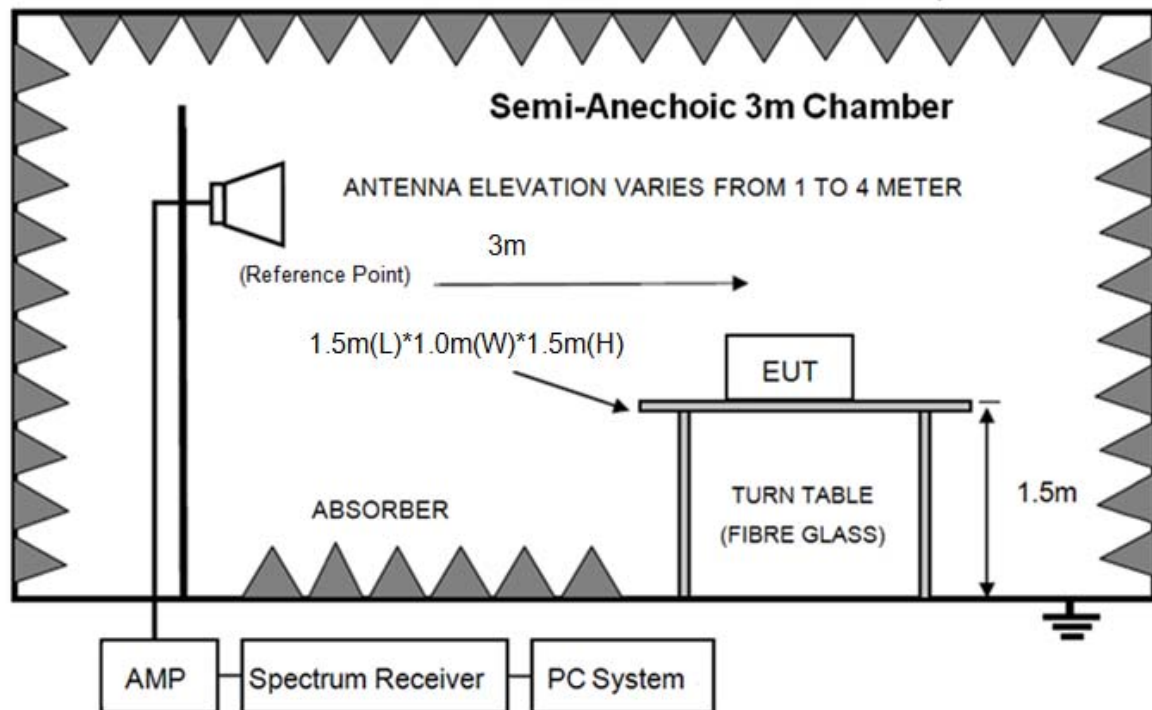 Semi-Anechoic 3m Chamber
ANTENNA ELEVATION VARIES FROM 1 TO 4 METER
3m
(Reference Point)
1.5m(L)*1.0m(W)*1.5m(H)
EUT
TURN TABLE
(FIBRE GLASS)
1.5m
ABSORBER
AMP
Spectrum Receiver
PC System